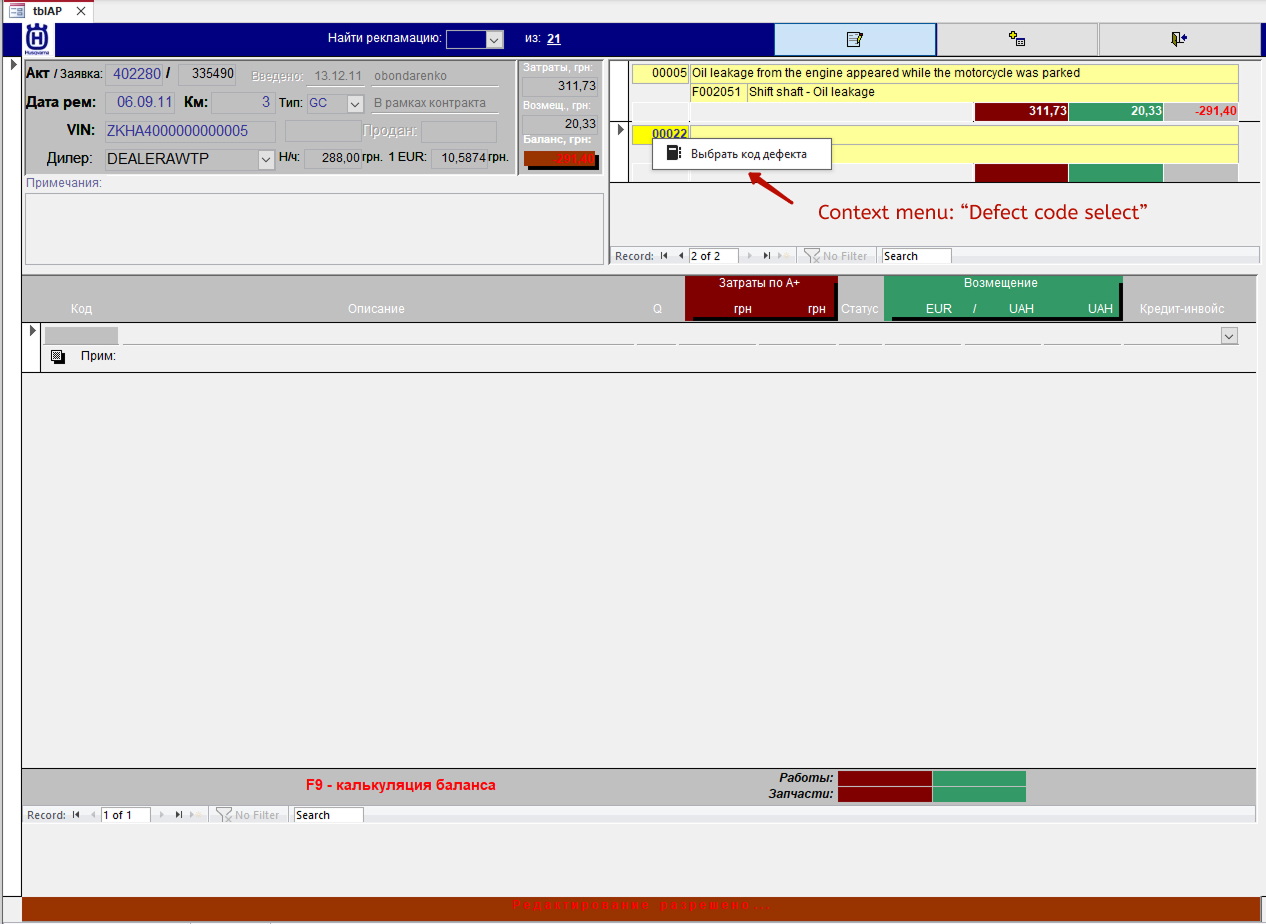 tblAP
Husqvarna
Найти рекламацию:
из: 21
Акт / Заявка: 402280 / 335490 Введено: 13.12.11 obondarenko
Дата рем: 06.09.11 Км: 3 Тип: GC В рамках контракта
VIN: ZKHA4000000000005 Продан:
Дилер: DEALERAWTP Н/ч: 288,00 грн. 1 EUR: 10,5874 грн.
Затраты, грн:
311,73
Возмещ., грн:
20,33
Баланс, грн:
-291,40
Примечания:
00005 Oil leakage from the engine appeared while the motorcycle was parked
F002051 Shift shaft - Oil leakage
311,73 20,33 -291,40
00022
Выбрать код дефекта
Context menu: “Defect code select”
Record: 2 of 2 No Filter Search
Затраты по А+ Возмещение
Код Описание Q грн грн Статус EUR / UAH UAH Кредит-инвойс
Прим:
F9 - калькуляция баланса
Работы:
Запчасти:
Record: 1 of 1 No Filter Search
Редактирование разрешено...